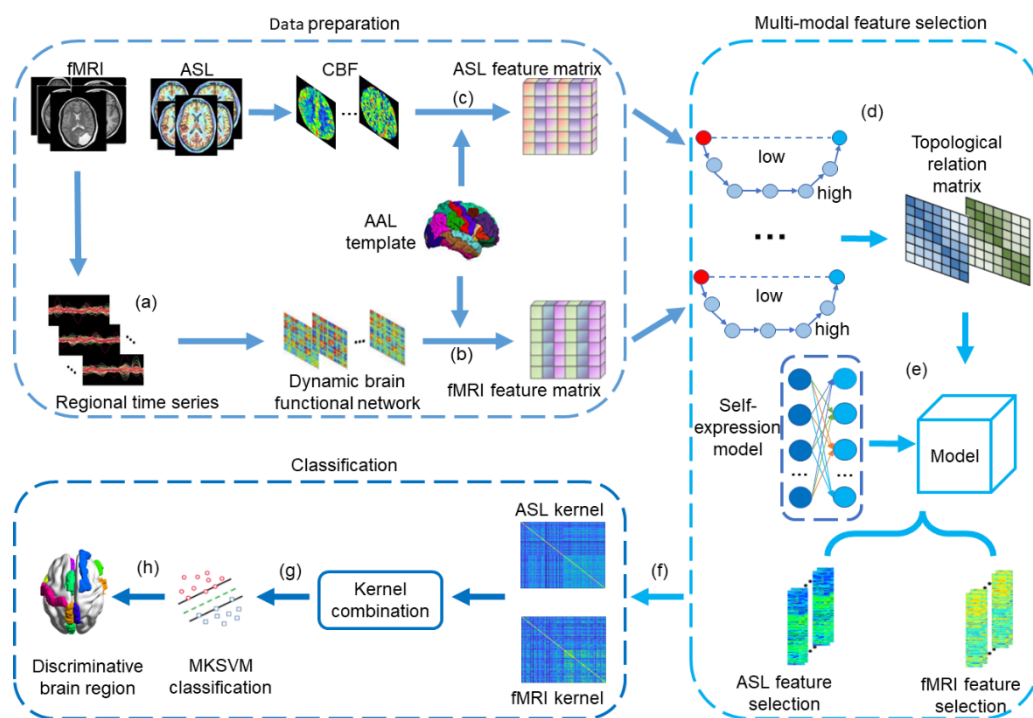 Data preparation
fMRI
ASL
CBF
(c)
ASL feature matrix
AAL
template
(a)
Regional time series
Dynamic brain
functional network
(b)
fMRI feature matrix
Multi-modal feature selection
(d)
low
high
Topological
relation
matrix
low
high
(e)
Self-
expression
model
Model
ASL feature
selection
fMRI feature
selection
(f)
Classification
ASL kernel
fMRI kernel
Kernel
combination
(g)
MKSVM
classification
(h)
Discriminative
brain region